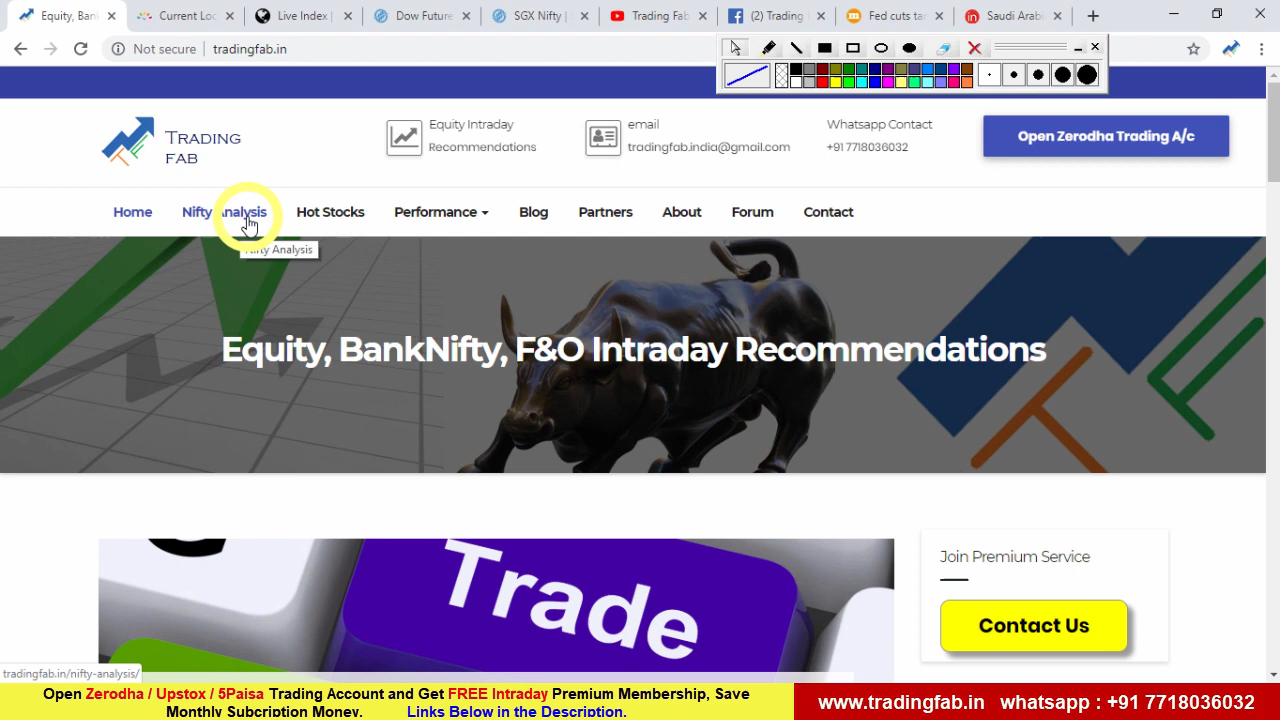 Equity, Ban
Current Loc
Live Index |
Dow Future
SGX Nifty |
Trading Fab
(2) Trading
Fed cuts tar
Saudi Arabi
Not secure
tradingfab.in
TRADING
FAB
Equity Intraday
Recommendations
email
tradingfab.india@gmail.com
Whatsapp Contact
+91 7718036032
Open Zerodha Trading A/c
Home
Nifty Analysis
Hot Stocks
Performance
Blog
Partners
About
Forum
Contact
Nifty Analysis
Equity, BankNifty, F&O Intraday Recommendations
Trade
Join Premium Service
Contact Us
tradingfab.in/nifty-analysis/
Open Zerodha / Upstox / 5Paisa Trading Account and Get FREE Intraday Premium Membership, Save
Monthly Subcription Money. Links Below in the Description.
www.tradingfab.in whatsapp : +91 7718036032